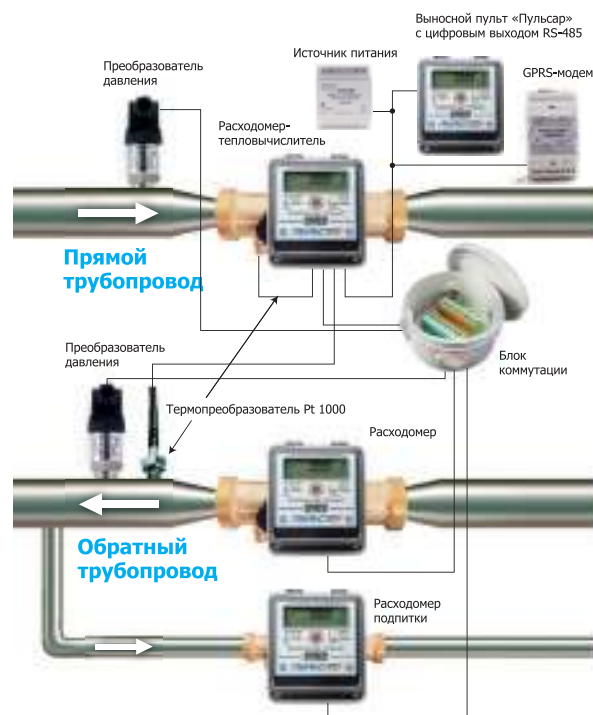 Выносной пульт «Пульсар»
с цифровым выходом RS-485
Источник питания
GPRS-модем
Преобразователь
давления
Расходомер-
тепловычислитель
Прямой
трубопровод
Преобразователь
давления
Блок
коммутации
Термопреобразователь Pt 1000
Расходомер
Обратный
трубопровод
Расходомер
подпитки